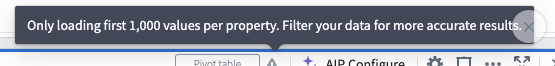 Only loading first 1,000 values per property. Filter your data for more accurate results.
Pivot table AIP Configure